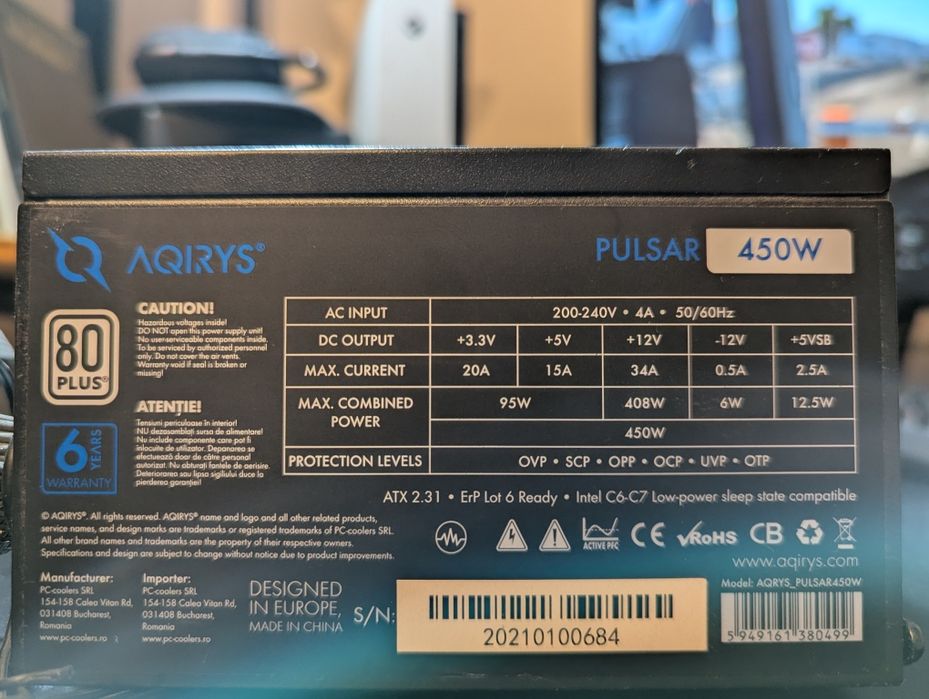 AQIRYS®
PULSAR 450W
80
PLUS®
6 YEARS
WARRANTY
CAUTION!
Hazardous voltages inside!
DO NOT open this power supply unit!
No user-serviceable components inside.
To be serviced by authorized personnel
only. Do not cover the air vents.
Warranty void if seal is broken or
missing!
ATENȚIE!
Tensiuni periculoase în interior!
NU dezasamblați sursa de alimentare!
Nu include componente care pot fi
înlocuite de utilizator. Depanarea se
efectuează doar de către personal
autorizat. Nu obturați fantele de aerisire.
Deteriorarea sau lipsa sigiliului duce la
pierderea garanției!
AC INPUT 200-240V • 4A • 50/60Hz
DC OUTPUT +3.3V +5V +12V -12V +5VSB
MAX. CURRENT 20A 15A 34A 0.5A 2.5A
MAX. COMBINED POWER 95W 408W 6W 12.5W
450W
PROTECTION LEVELS OVP • SCP • OPP • OCP • UVP • OTP
ATX 2.31 • ErP Lot 6 Ready • Intel C6-C7 Low-power sleep state compatible
© AQIRYS®. All rights reserved. AQIRYS® name and logo and all other related products,
service names, and design marks are trademarks or registered trademarks of PC-coolers SRL.
All other brand names and trademarks are the property of their respective owners.
Specifications and design are subject to change without notice due to product improvements.
ACTIVE PFC
CE
RoHS
CB
www.aqirys.com
Manufacturer:
PC-coolers SRL
154-158 Calea Vitan Rd,
031408 Bucharest,
Romania
www.pc-coolers.ro
Importer:
PC-coolers SRL
154-158 Calea Vitan Rd,
031408 Bucharest,
Romania
www.pc-coolers.ro
DESIGNED
IN EUROPE,
MADE IN CHINA
S/N:
20210100684
Model: AQRYS_PULSAR450W
5 949161 380499